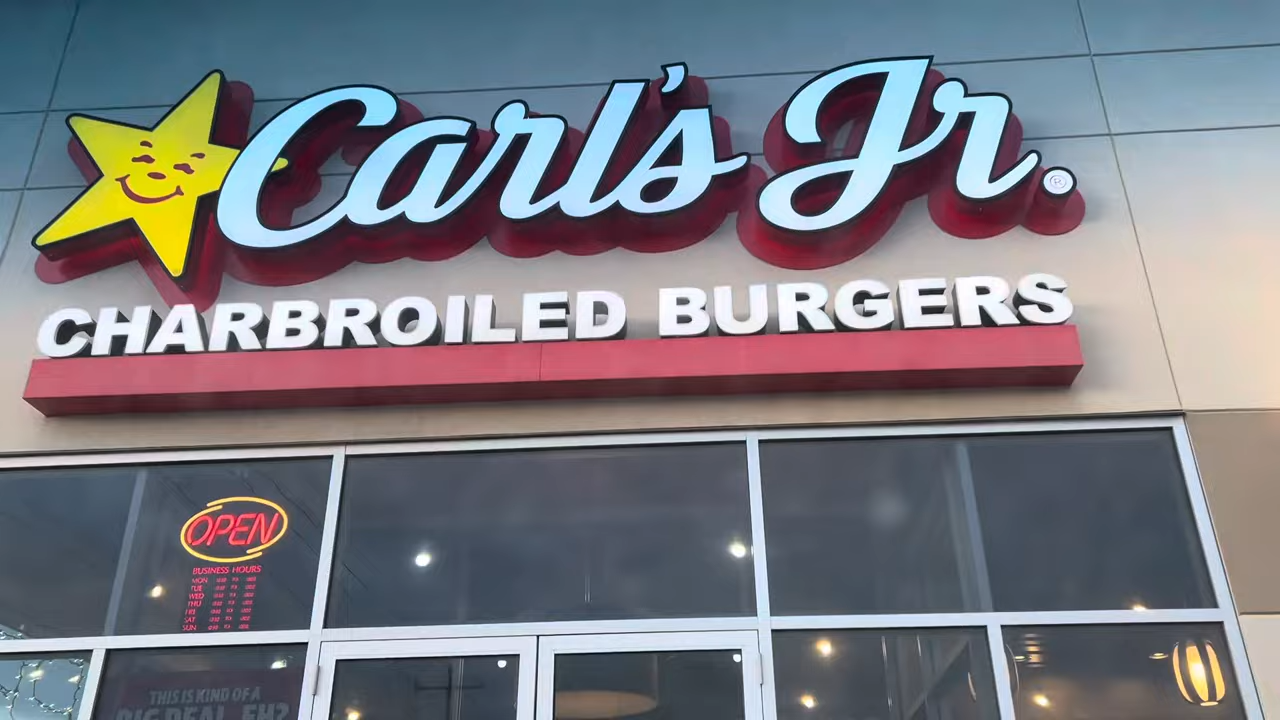 Carl's Jr.®
CHARBROILED BURGERS
OPEN
BUSINESS HOURS
MON
TUE
WED
THU
FRI
SAT
SUN
THIS IS KIND OF A
BIG DEAL, EH?